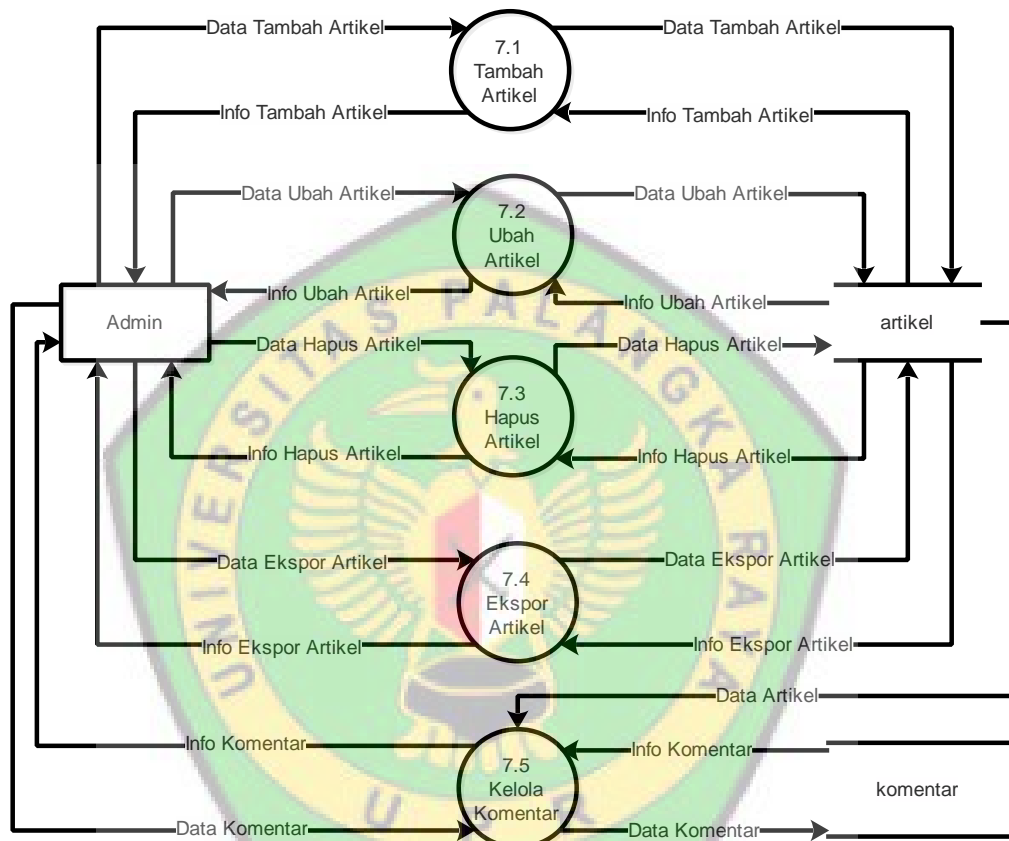 Data Tambah Artikel
7.1
Tambah
Artikel
Data Tambah Artikel
Info Tambah Artikel
Info Tambah Artikel
Data Ubah Artikel
7.2
Ubah
Artikel
Data Ubah Artikel
Info Ubah Artikel
Info Ubah Artikel
Admin
artikel
Data Hapus Artikel
7.3
Hapus
Artikel
Data Hapus Artikel
Info Hapus Artikel
Info Hapus Artikel
Data Ekspor Artikel
7.4
Ekspor
Artikel
Data Ekspor Artikel
Info Ekspor Artikel
Info Ekspor Artikel
Data Artikel
Info Komentar
7.5
Kelola
Komentar
Info Komentar
komentar
Data Komentar
Data Komentar
UNIVERSITAS PALANGKA RAYA